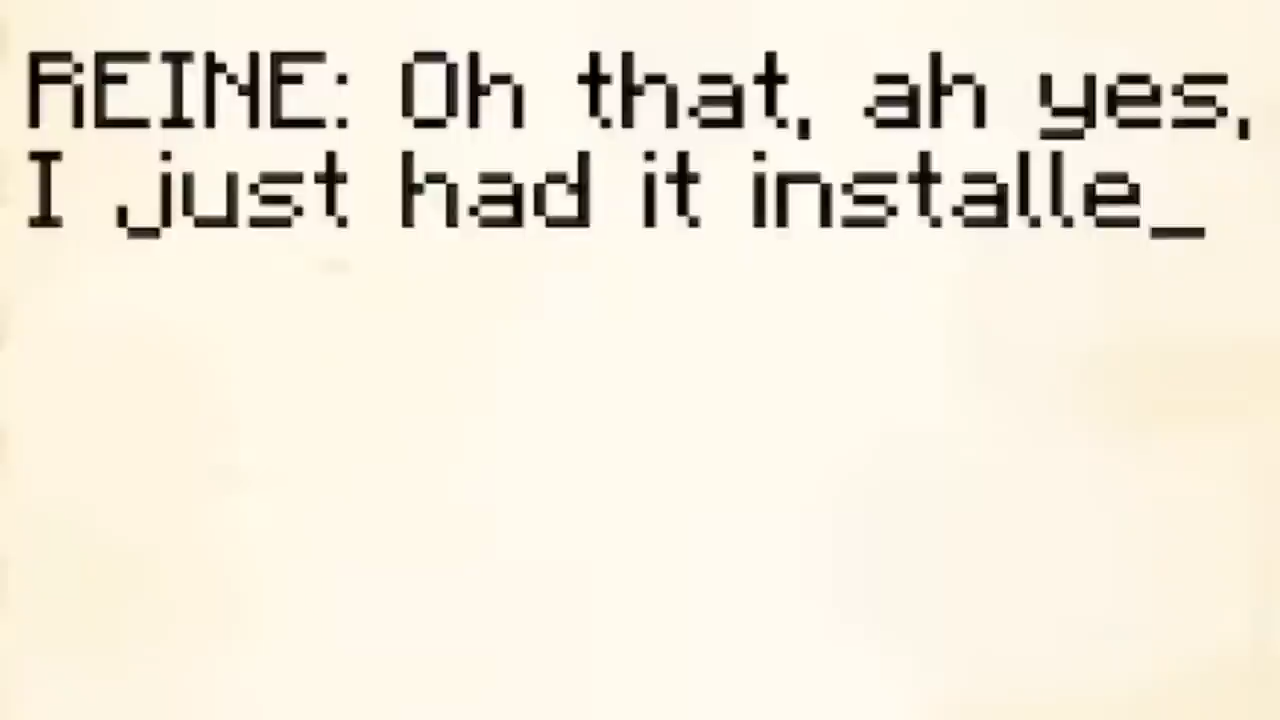 REINE: Oh that, ah yes,
I just had it installe_